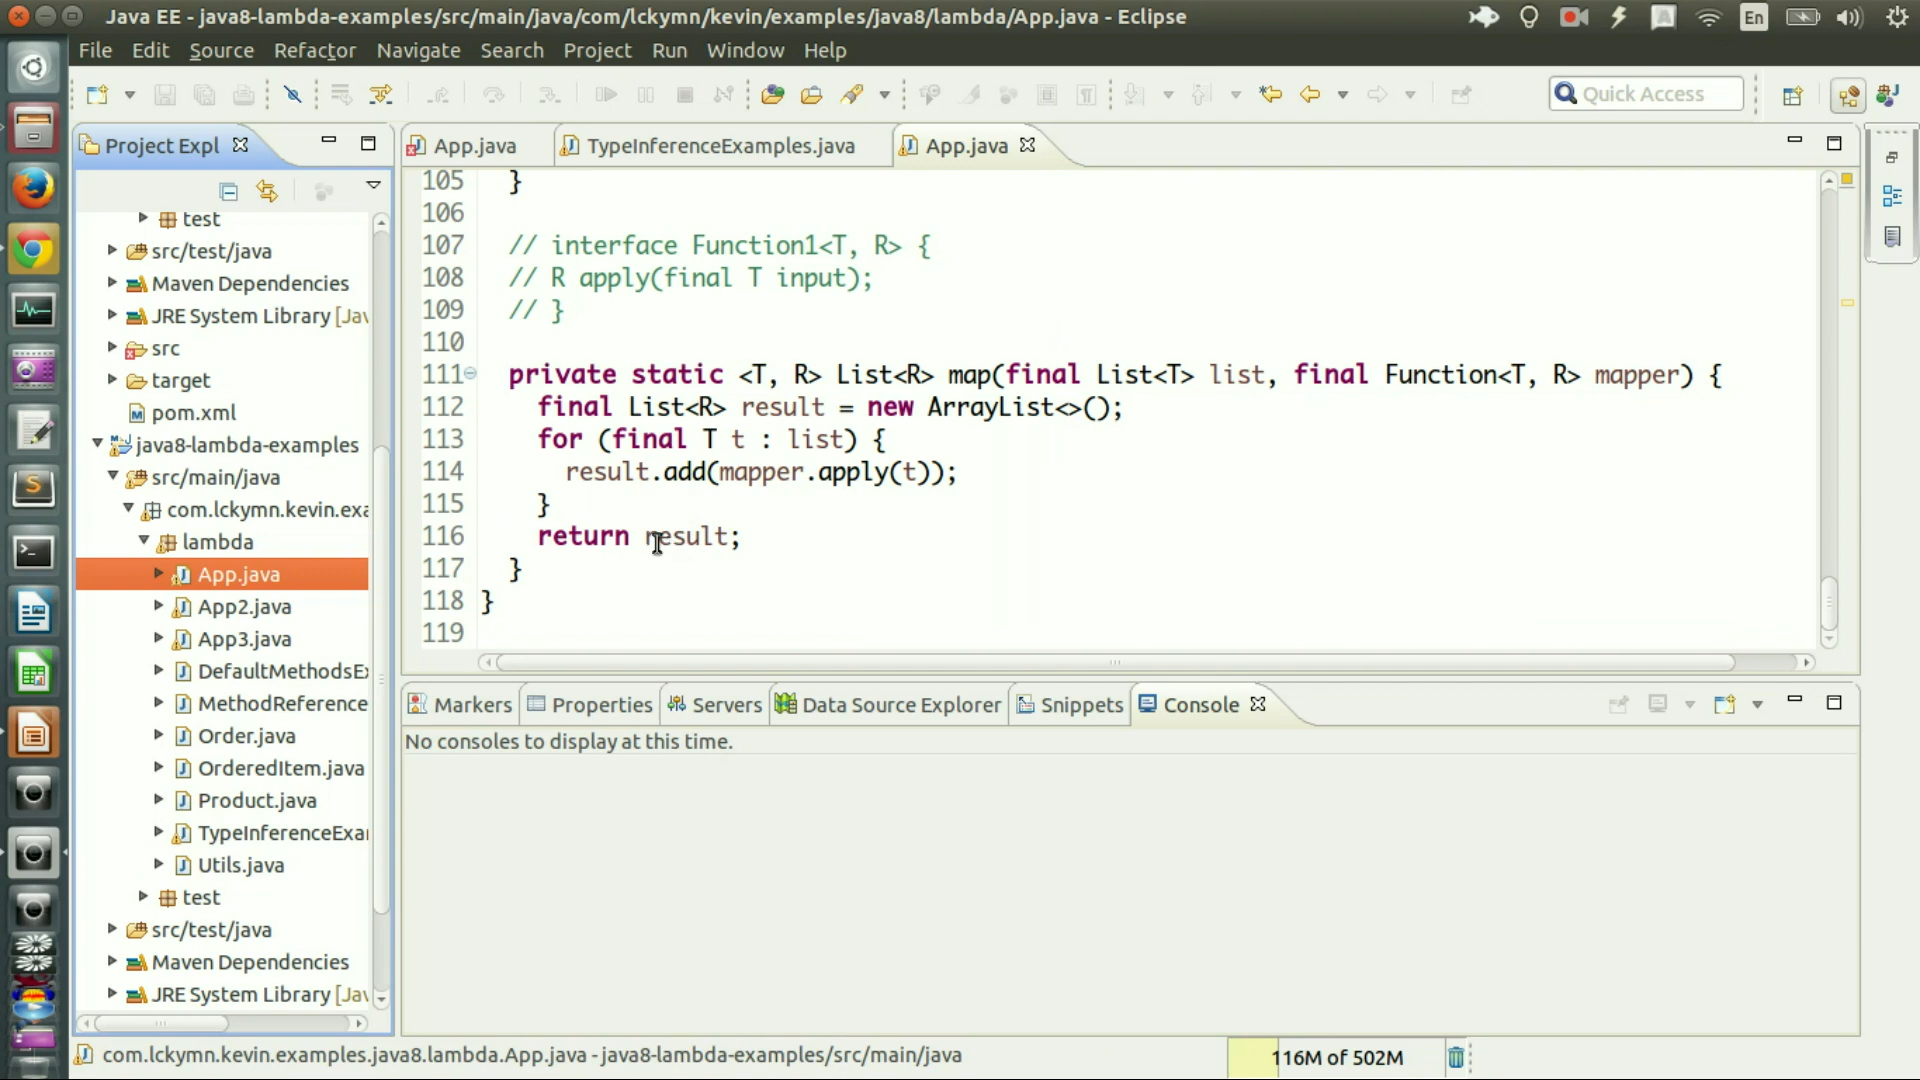 Java EE - java8-lambda-examples/src/main/java/com/lckymn/kevin/examples/java8/lambda/App.java - Eclipse
En
File Edit Source Refactor Navigate Search Project Run Window Help
Quick Access
Project Expl
App.java
TypeInferenceExamples.java
App.java
test
src/test/java
Maven Dependencies
JRE System Library [Jav
src
target
pom.xml
java8-lambda-examples
src/main/java
com.lckymn.kevin.exa
lambda
App.java
App2.java
App3.java
DefaultMethodsEx
MethodReference
Order.java
OrderedItem.java
Product.java
TypeInferenceExar
Utils.java
test
src/test/java
Maven Dependencies
JRE System Library [Jav
105 }
106
107 // interface Function1<T, R> {
108 // R apply(final T input);
109 // }
110
111 private static <T, R> List<R> map(final List<T> list, final Function<T, R> mapper) {
112 final List<R> result = new ArrayList<>();
113 for (final T t : list) {
114 result.add(mapper.apply(t));
115 }
116 return result;
117 }
118 }
119
Markers Properties Servers Data Source Explorer Snippets Console
No consoles to display at this time.
com.lckymn.kevin.examples.java8.lambda.App.java - java8-lambda-examples/src/main/java
116M of 502M